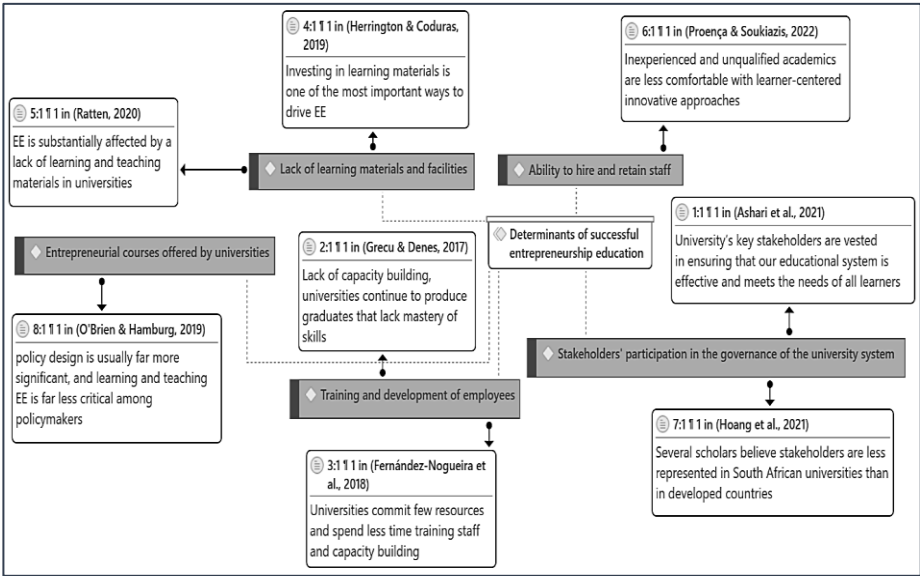 4:1 ¶ 1 in (Herrington & Coduras,
2019)
Investing in learning materials is
one of the most important ways to
drive EE
6:1 ¶ 1 in (Proença & Soukiazis, 2022)
Inexperienced and unqualified academics
are less comfortable with learner-centered
innovative approaches
5:1 ¶ 1 in (Ratten, 2020)
EE is substantially affected by a
lack of learning and teaching
materials in universities
Lack of learning materials and facilities
Ability to hire and retain staff
1:1 ¶ 1 in (Ashari et al., 2021)
University's key stakeholders are vested
in ensuring that our educational system is
effective and meets the needs of all learners
Determinants of successful
entrepreneurship education
Entrepreneurial courses offered by universities
2:1 ¶ 1 in (Grecu & Denes, 2017)
Lack of capacity building,
universities continue to produce
graduates that lack mastery of
skills
8:1 ¶ 1 in (O'Brien & Hamburg, 2019)
policy design is usually far more
significant, and learning and teaching
EE is far less critical among
policymakers
Stakeholders' participation in the governance of the university system
Training and development of employees
7:1 ¶ 1 in (Hoang et al., 2021)
Several scholars believe stakeholders are less
represented in South African universities than
in developed countries
3:1 ¶ 1 in (Fernández-Nogueira et
al., 2018)
Universities commit few resources
and spend less time training staff
and capacity building